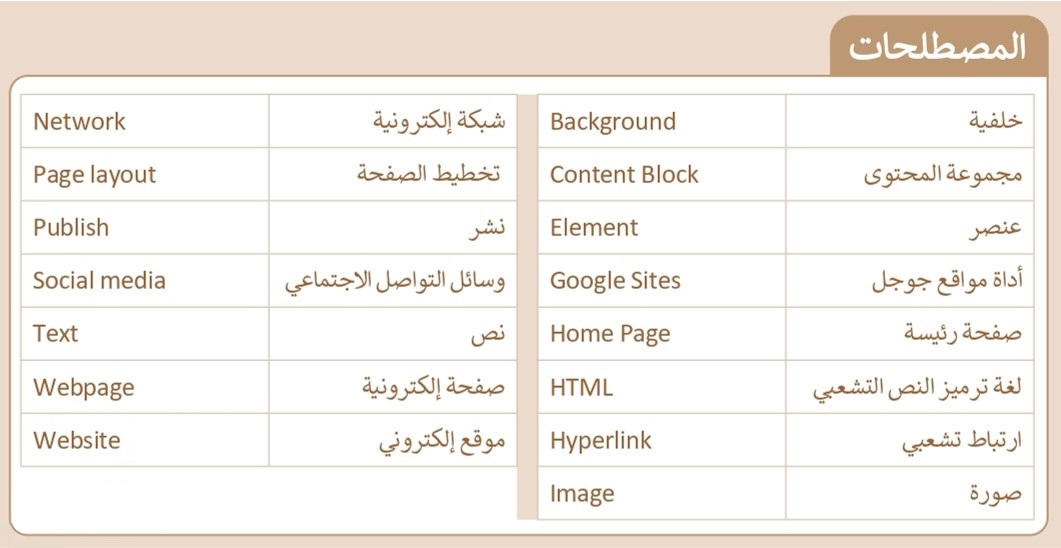 المصطلحات
خلفية Background
مجموعة المحتوى Content Block
عنصر Element
أداة مواقع جوجل Google Sites
صفحة رئيسة Home Page
لغة ترميز النص التشعبي HTML
ارتباط تشعبي Hyperlink
صورة Image
شبكة إلكترونية Network
تخطيط الصفحة Page layout
نشر Publish
وسائل التواصل الاجتماعي Social media
نص Text
صفحة إلكترونية Webpage
موقع إلكتروني Website